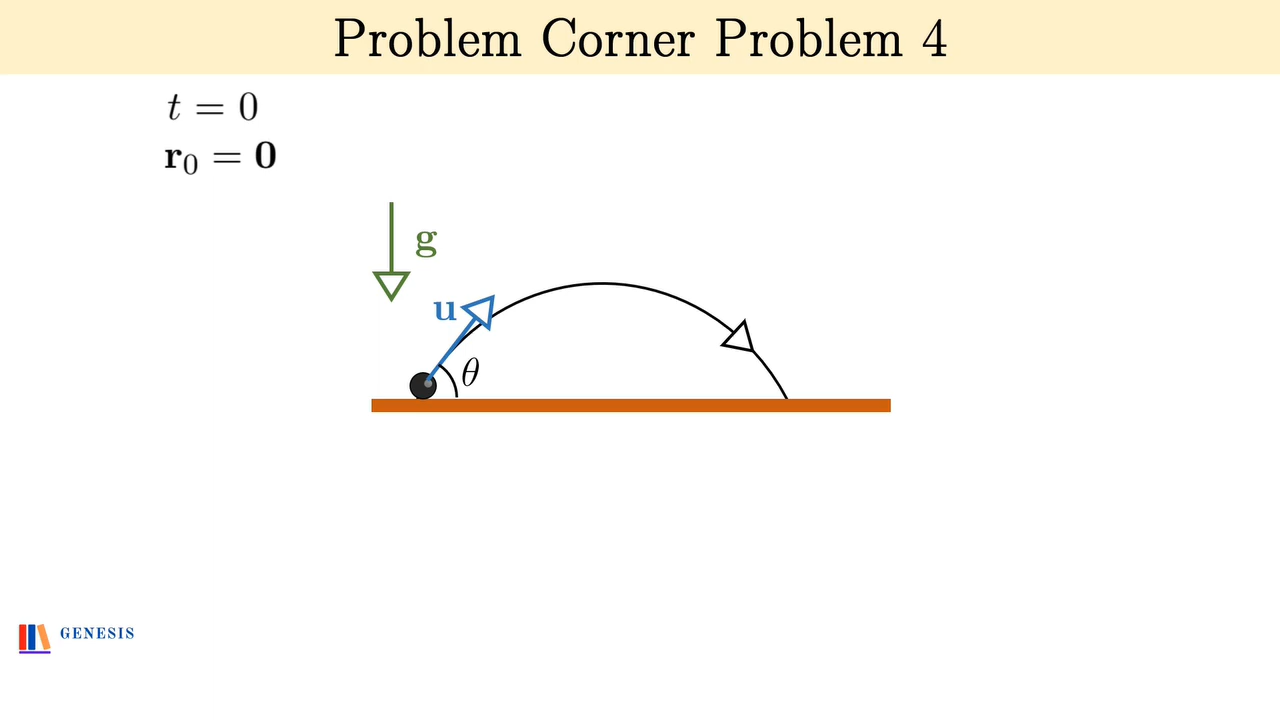 Problem Corner Problem 4
t = 0
r₀ = 0
g
u
θ
GENESIS